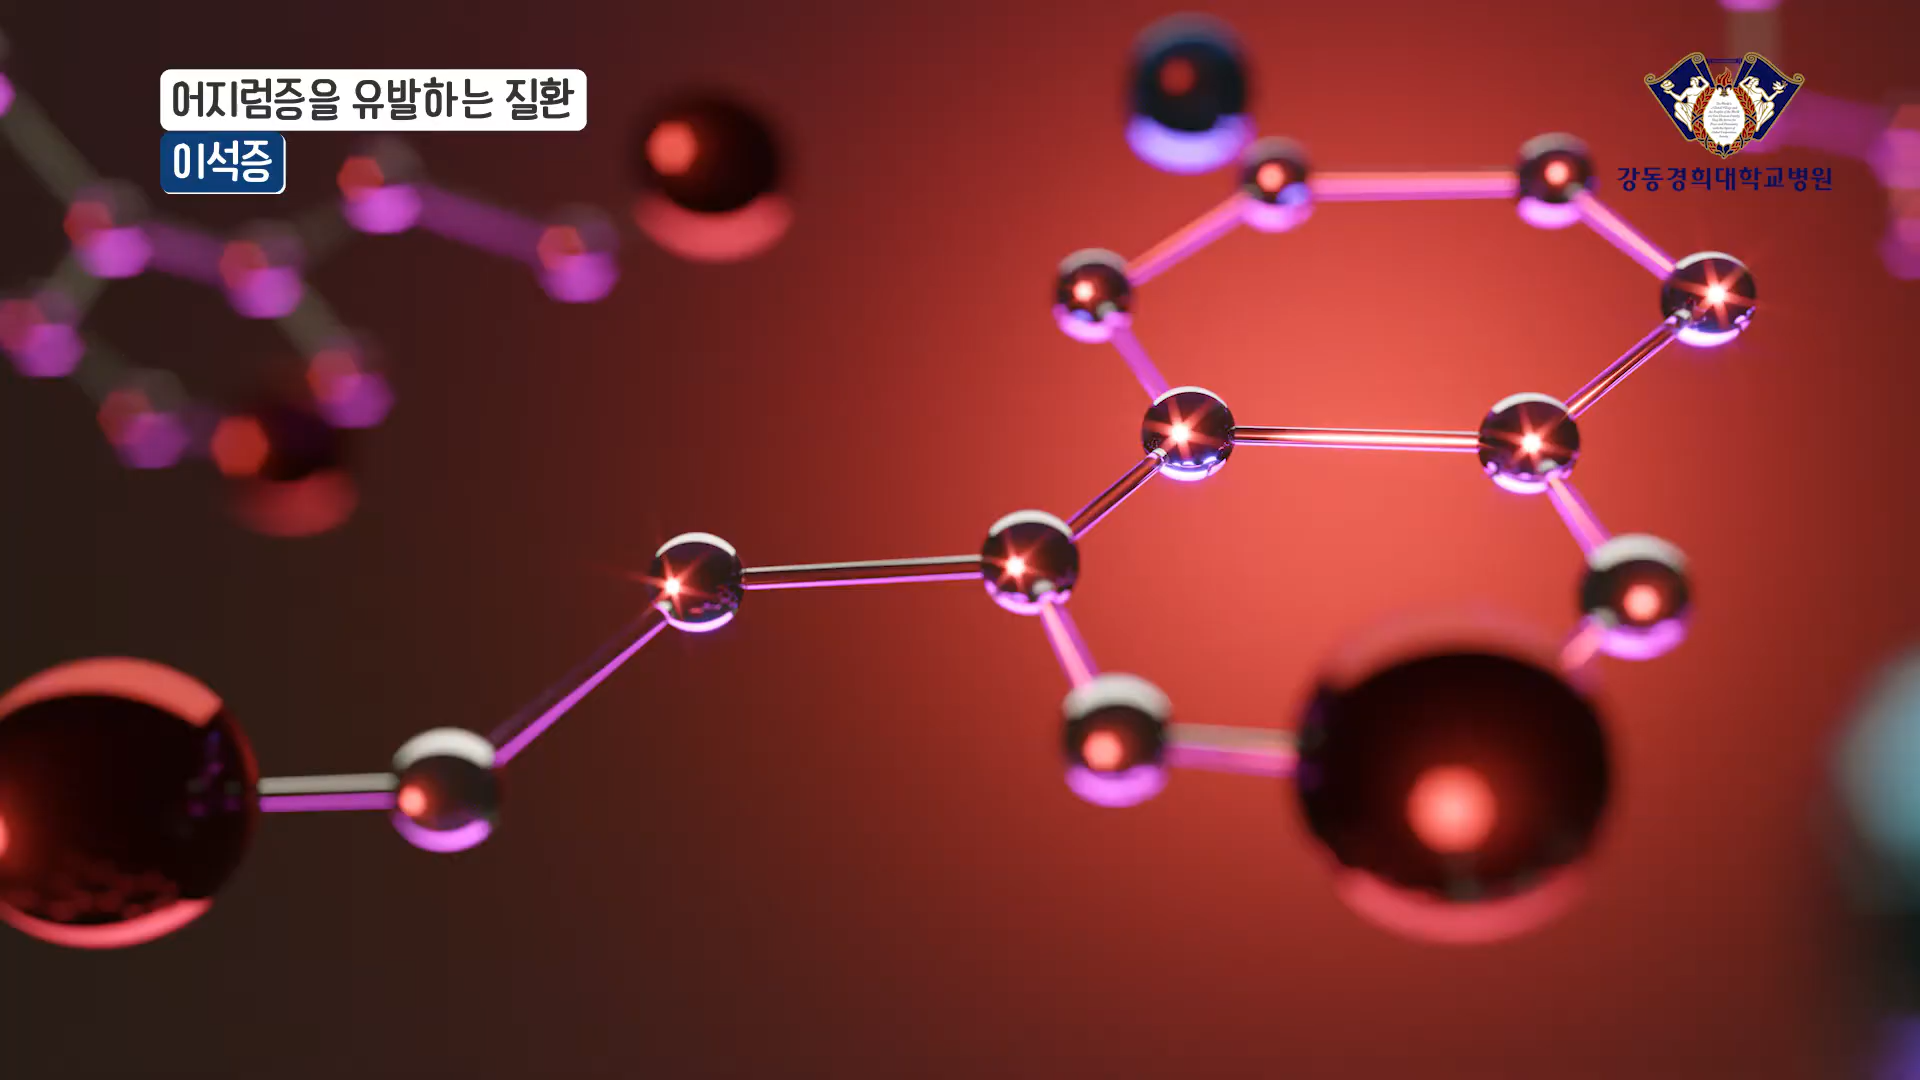 어지럼증을 유발하는 질환
이석증
강동경희대학교병원